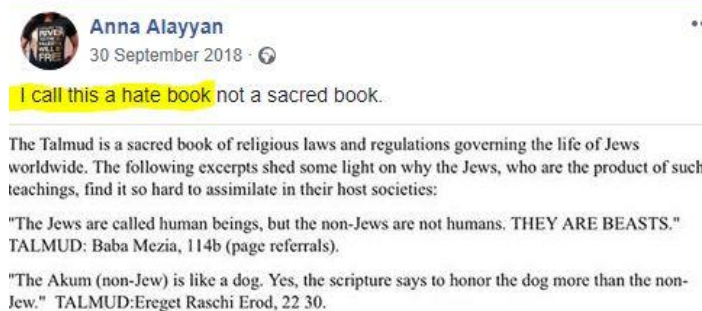 Anna Alayyan
30 September 2018 ·
I call this a hate book not a sacred book.
The Talmud is a sacred book of religious laws and regulations governing the life of Jews
worldwide. The following excerpts shed some light on why the Jews, who are the product of such
teachings, find it so hard to assimilate in their host societies:
"The Jews are called human beings, but the non-Jews are not humans. THEY ARE BEASTS."
TALMUD: Baba Mezia, 114b (page referrals).
"The Akum (non-Jew) is like a dog. Yes, the scripture says to honor the dog more than the non-
Jew." TALMUD:Ereget Raschi Erod, 22 30.